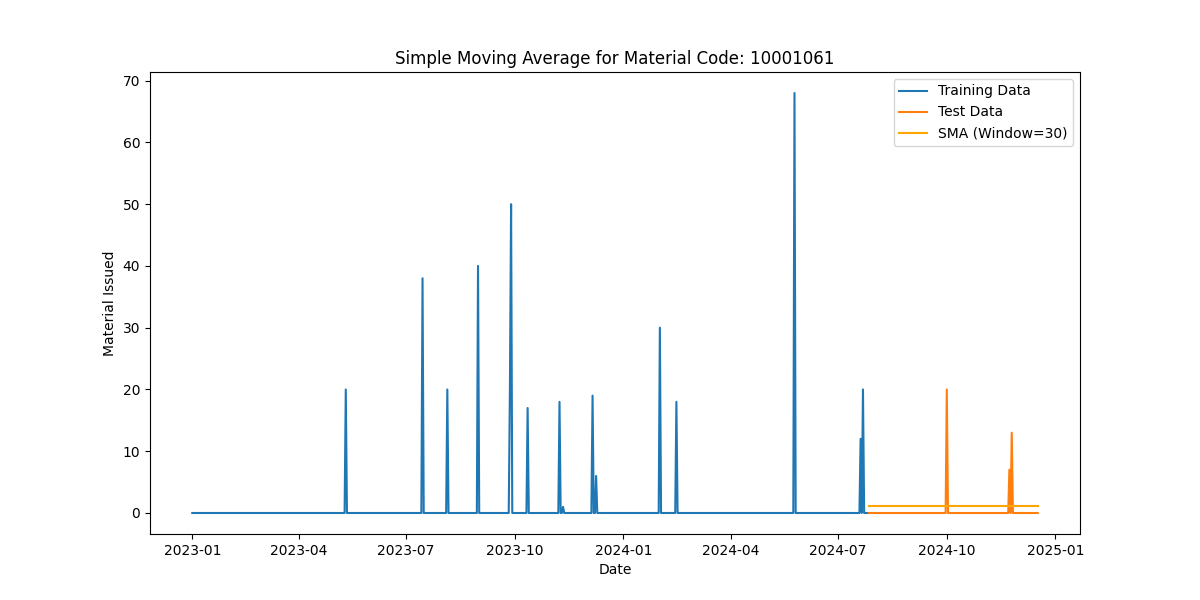 Simple Moving Average for Material Code: 10001061
Training Data
Test Data
SMA (Window=30)
Material Issued
70
60
50
40
30
20
10
0
2023-01 2023-04 2023-07 2023-10 2024-01 2024-04 2024-07 2024-10 2025-01
Date